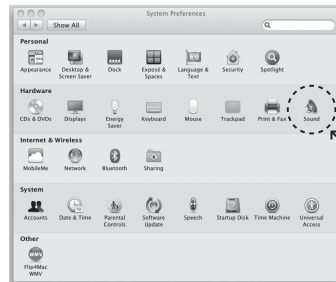 System Preferences
Show All
Personal
Appearance
Desktop &
Screen Saver
Dock
Exposé &
Spaces
Language &
Text
Security
Spotlight
Hardware
CDs & DVDs
Displays
Energy
Saver
Keyboard
Mouse
Trackpad
Print & Fax
Sound
Internet & Wireless
MobileMe
Network
Bluetooth
Sharing
System
Accounts
Date & Time
Parental
Controls
Software
Update
Speech
Startup Disk
Time Machine
Universal
Access
Other
WMV
Flip4Mac
WMV